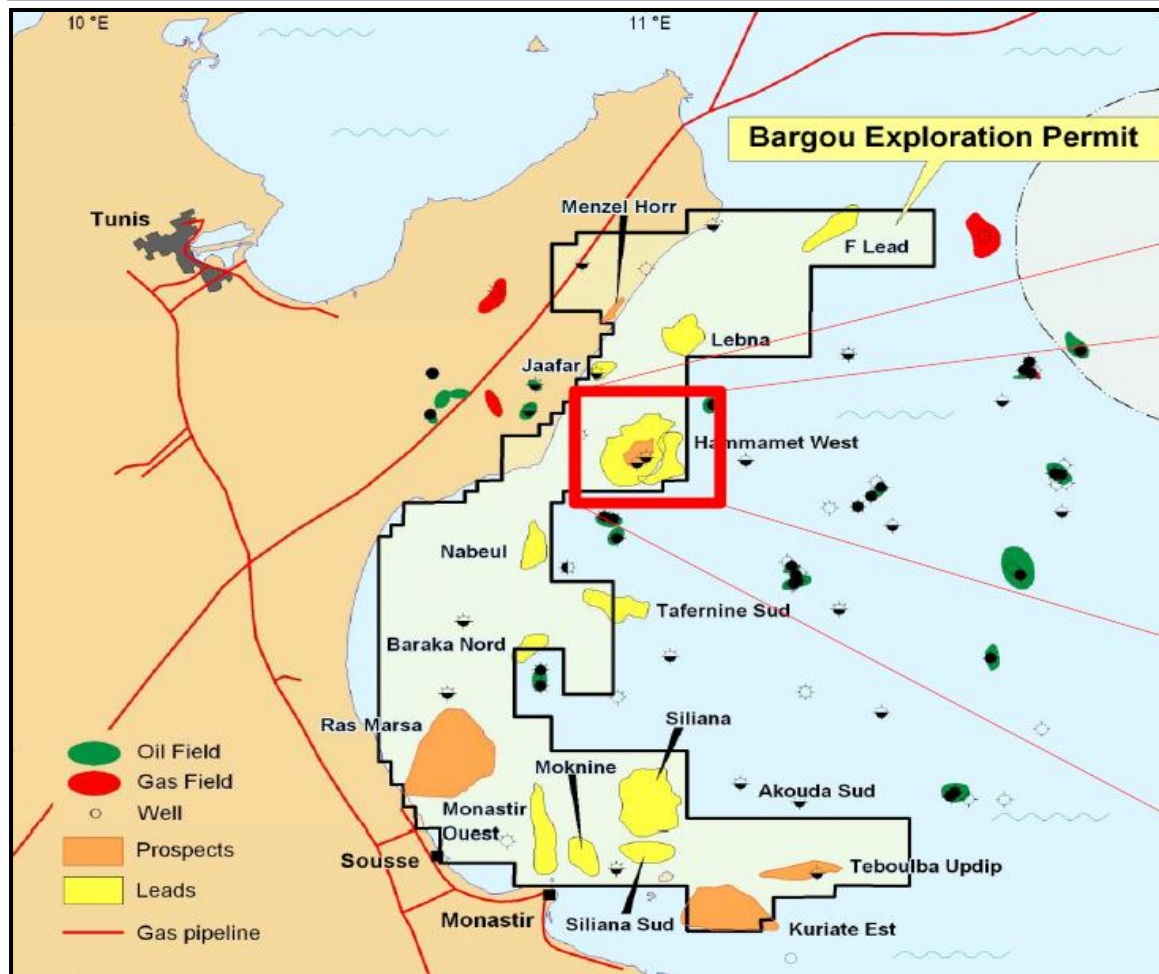 10 °E
11 °E
Bargou Exploration Permit
Menzel Horr
Tunis
F Lead
Lebna
Jaafar
Hammamet West
Nabeul
Tafernine Sud
Baraka Nord
Siliana
Ras Marsa
Oil Field
Moknine
Gas Field
Akouda Sud
Well
Monastir
Ouest
Prospects
Sousse
Teboulba Updip
Leads
Monastir
Siliana Sud
Kuriate Est
Gas pipeline